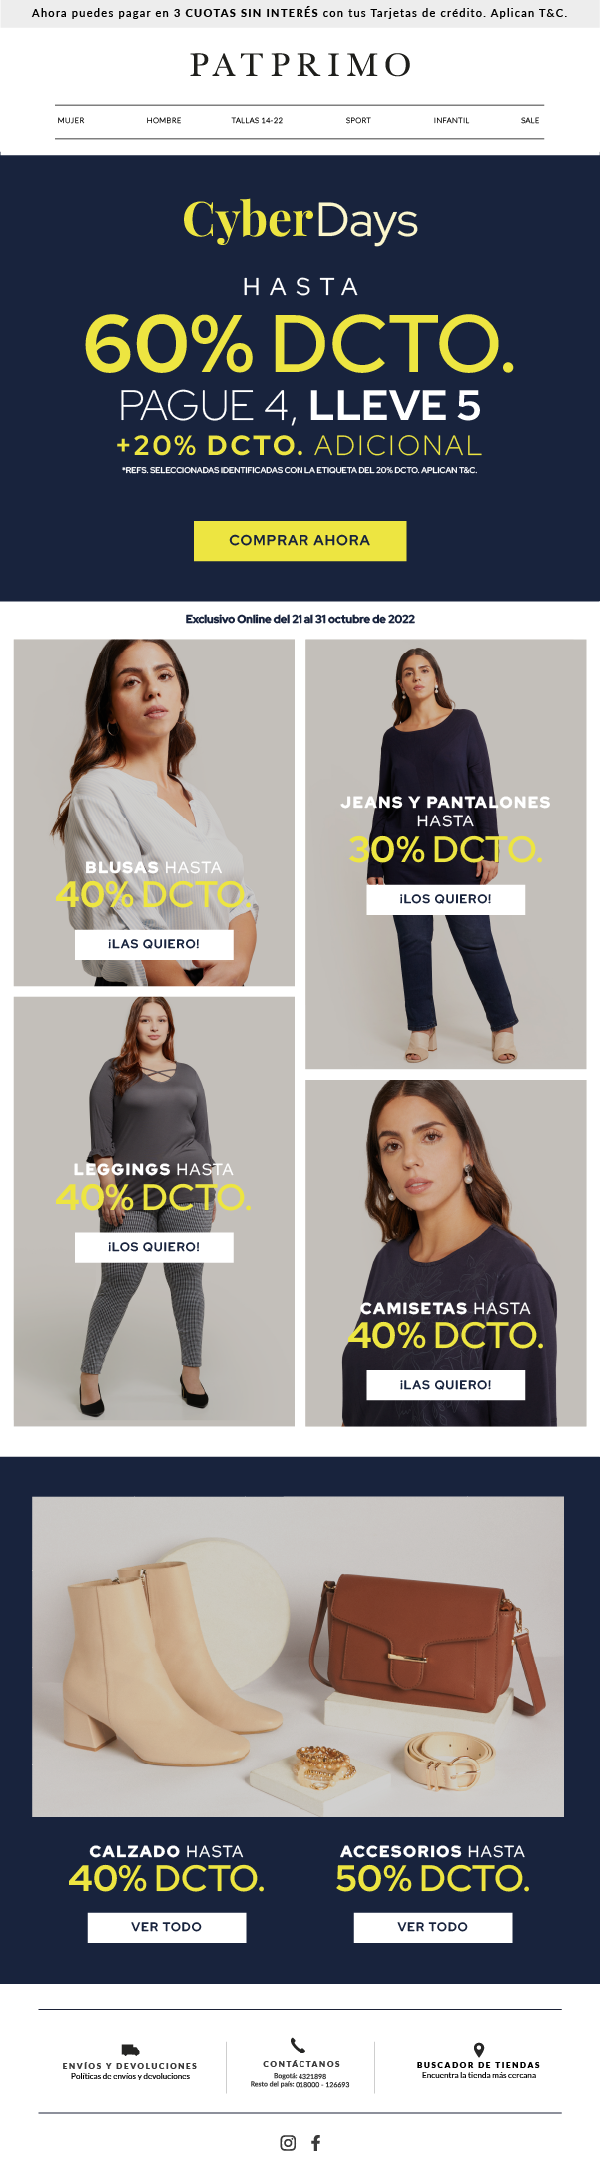 Ahora puedes pagar en 3 CUOTAS SIN INTERÉS con tus Tarjetas de crédito. Aplican T&C.
PATPRIMO
MUJER HOMBRE TALLAS 14-22 SPORT INFANTIL SALE
CyberDays
HASTA
60% DCTO.
PAGUE 4, LLEVE 5
+20% DCTO. ADICIONAL
*REFS. SELECCIONADAS IDENTIFICADAS CON LA ETIQUETA DEL 20% DCTO. APLICAN T&C.
COMPRAR AHORA
Exclusivo Online del 21 al 31 octubre de 2022
BLUSAS HASTA
40% DCTO.
¡LAS QUIERO!
JEANS Y PANTALONES
HASTA
30% DCTO.
¡LOS QUIERO!
LEGGINGS HASTA
40% DCTO.
¡LOS QUIERO!
CAMISETAS HASTA
40% DCTO.
¡LAS QUIERO!
CALZADO HASTA
40% DCTO.
VER TODO
ACCESORIOS HASTA
50% DCTO.
VER TODO
ENVÍOS Y DEVOLUCIONES
Políticas de envíos y devoluciones
CONTÁCTANOS
Bogotá: 4321898
Resto del país: 018000 - 126693
BUSCADOR DE TIENDAS
Encuentra la tienda más cercana